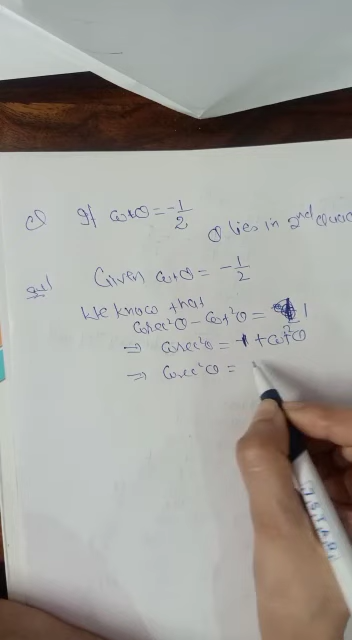 Q If cotθ = -1/2
θ lies in 2nd
Sol Given cotθ = -1/2
We know that
cosec²θ - cot²θ = 1
⇒ cosec²θ = 1 + cot²θ
⇒ cosec²θ =